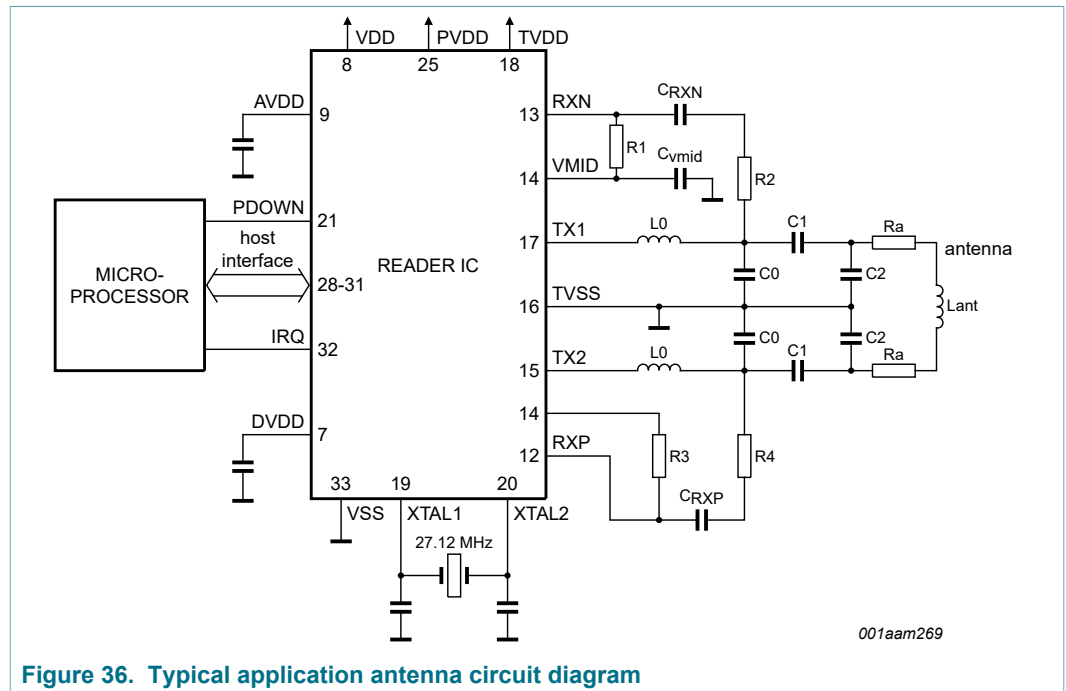 VDD PVDD TVDD
8 25 18
AVDD 9
13 RXN
CRXN
R1
14 VMID
Cvmid
R2
PDOWN 21
host
interface
28-31
MICRO-
PROCESSOR
READER IC
IRQ 32
17 TX1
L0
C1
Ra
antenna
C0
C2
16 TVSS
Lant
C0
C2
15 TX2
L0
C1
Ra
DVDD 7
14
RXP
12
R3
R4
CRXP
33 19 20
VSS XTAL1 XTAL2
27.12 MHz
001aam269
Figure 36. Typical application antenna circuit diagram